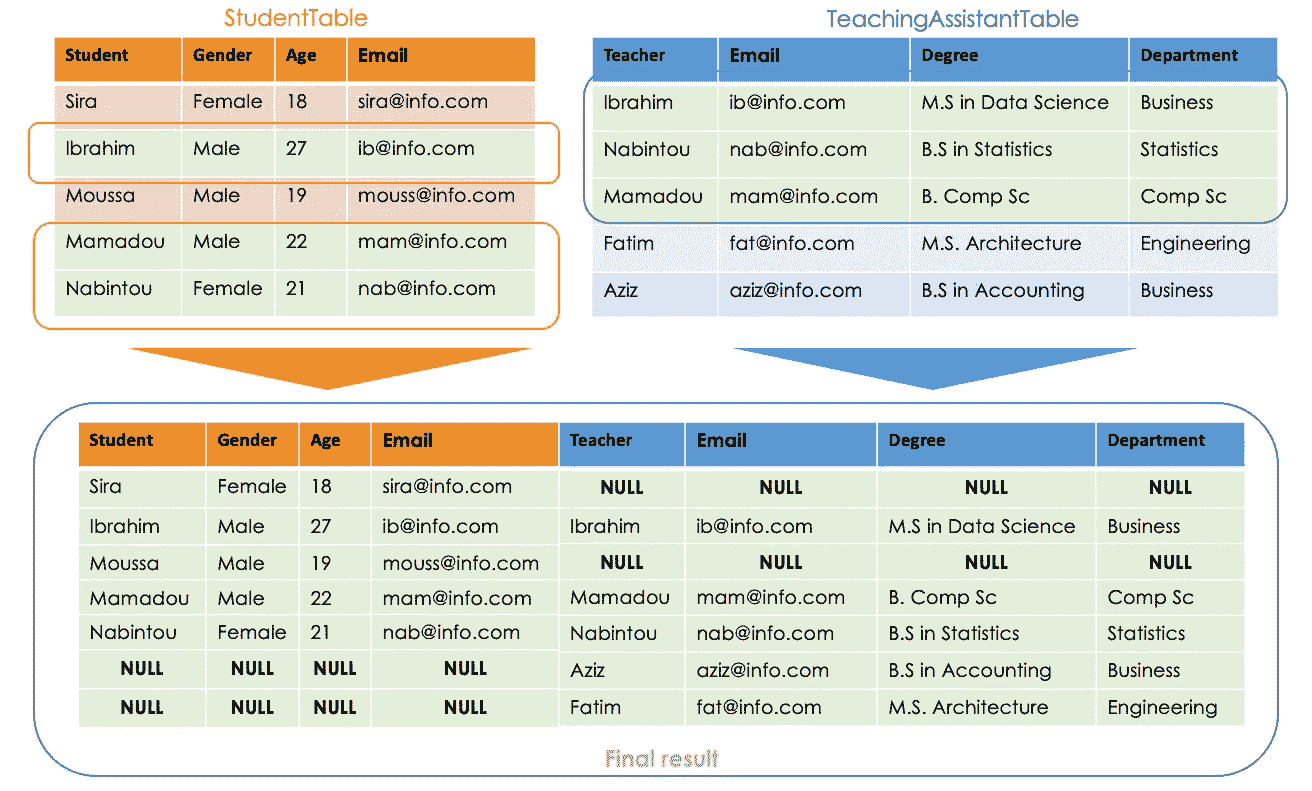 StudentTable TeachingAssistantTable
Student Gender Age Email Teacher Email Degree Department
Sira Female 18 sira@info.com Ibrahim ib@info.com M.S in Data Science Business
Ibrahim Male 27 ib@info.com Nabintou nab@info.com B.S in Statistics Statistics
Moussa Male 19 mouss@info.com Mamadou mam@info.com B. Comp Sc Comp Sc
Mamadou Male 22 mam@info.com Fatim fat@info.com M.S. Architecture Engineering
Nabintou Female 21 nab@info.com Aziz aziz@info.com B.S in Accounting Business
Student Gender Age Email Teacher Email Degree Department
Sira Female 18 sira@info.com NULL NULL NULL NULL
Ibrahim Male 27 ib@info.com Ibrahim ib@info.com M.S in Data Science Business
Moussa Male 19 mouss@info.com NULL NULL NULL NULL
Mamadou Male 22 mam@info.com Mamadou mam@info.com B. Comp Sc Comp Sc
Nabintou Female 21 nab@info.com Nabintou nab@info.com B.S in Statistics Statistics
NULL NULL NULL NULL Aziz aziz@info.com B.S in Accounting Business
NULL NULL NULL NULL Fatim fat@info.com M.S. Architecture Engineering
Final result